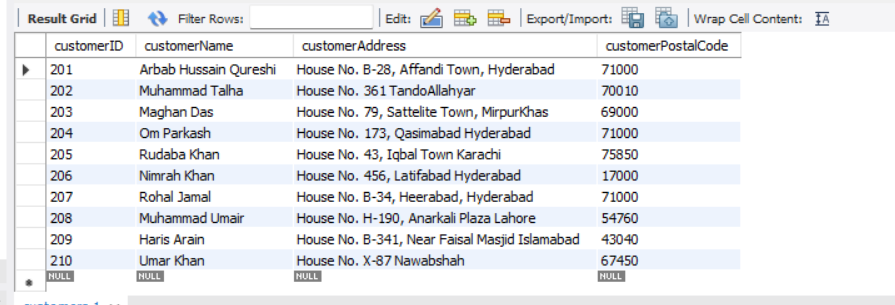 Result Grid Filter Rows: Edit: Export/Import: Wrap Cell Content: IA
customerID customerName customerAddress customerPostalCode
201 Arbab Hussain Qureshi House No. B-28, Affandi Town, Hyderabad 71000
202 Muhammad Talha House No. 361 TandoAllahyar 70010
203 Maghan Das House No. 79, Sattelite Town, MirpurKhas 69000
204 Om Parkash House No. 173, Qasimabad Hyderabad 71000
205 Rudaba Khan House No. 43, Iqbal Town Karachi 75850
206 Nimrah Khan House No. 456, Latifabad Hyderabad 17000
207 Rohal Jamal House No. B-34, Heerabad, Hyderabad 71000
208 Muhammad Umair House No. H-190, Anarkali Plaza Lahore 54760
209 Haris Arain House No. B-341, Near Faisal Masjid Islamabad 43040
210 Umar Khan House No. X-87 Nawabshah 67450
NULL NULL NULL NULL